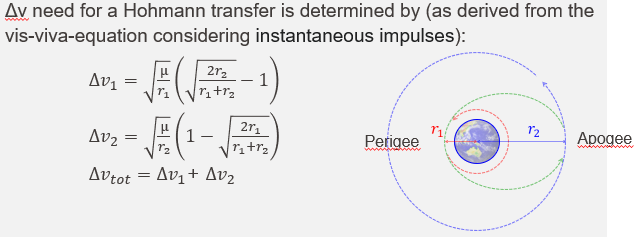 Δv need for a Hohmann transfer is determined by (as derived from the
vis-viva-equation considering instantaneous impulses):
Δv₁ = √(μ/r₁) (√(2r₂/(r₁+r₂)) − 1)
Δv₂ = √(μ/r₂) (1 − √(2r₁/(r₁+r₂)))
Δv_tot = Δv₁ + Δv₂
Perigee r₁ r₂ Apogee